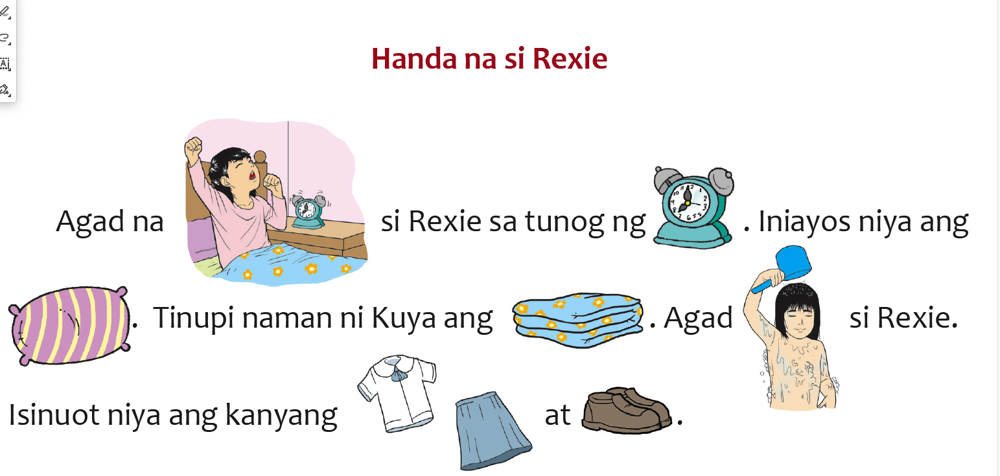 Handa na si Rexie
Agad na si Rexie sa tunog ng . Iniayos niya ang
. Tinupi naman ni Kuya ang . Agad si Rexie.
Isinuot niya ang kanyang at .